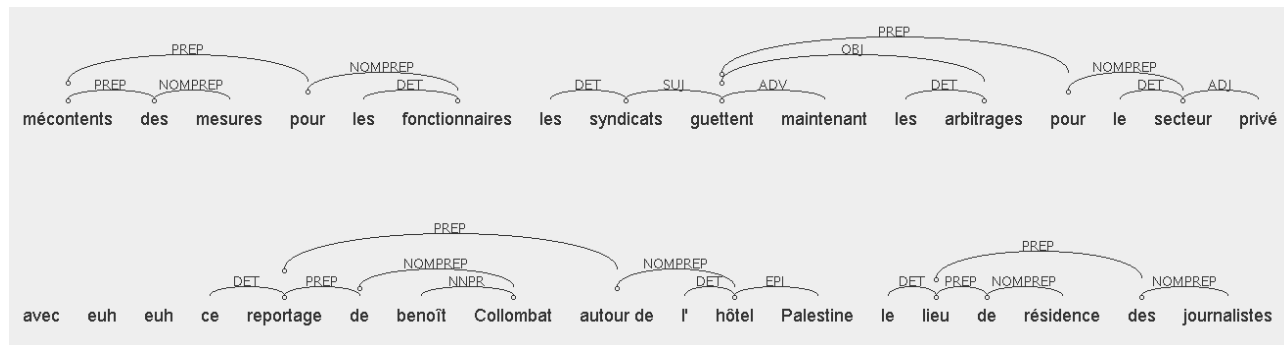 PREP PREP
OBJ
NOMPREP NOMPREP
PREP NOMPREP DET DET SUJ ADV DET DET ADJ
mécontents des mesures pour les fonctionnaires les syndicats guettent maintenant les arbitrages pour le secteur privé
PREP
PREP
NOMPREP NOMPREP
DET PREP NNPR DET EPI DET PREP NOMPREP NOMPREP
avec euh euh ce reportage de benoît Collombat autour de l' hôtel Palestine le lieu de résidence des journalistes